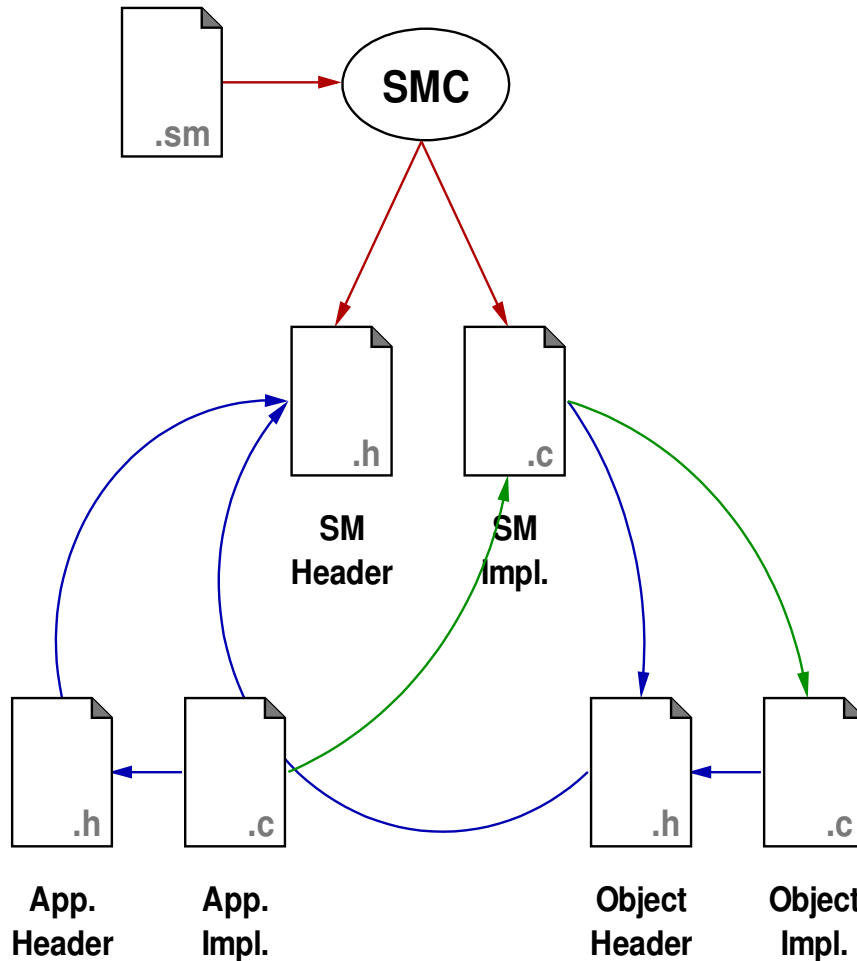 SMC
.sm
.h
.c
SM
Header
SM
Impl.
.h
.c
.h
.c
App.
Header
App.
Impl.
Object
Header
Object
Impl.